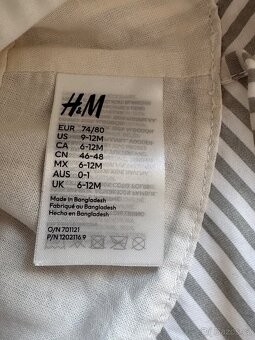 H&M
EUR 74/80
US 9-12M
CA 6-12M
CN 46-48
MX 6-12M
AUS 0-1
UK 6-12M
Made in Bangladesh
Fabriqué au Bangladesh
Hecho en Bangladesh
O/N 701121
P/N 1202116 9